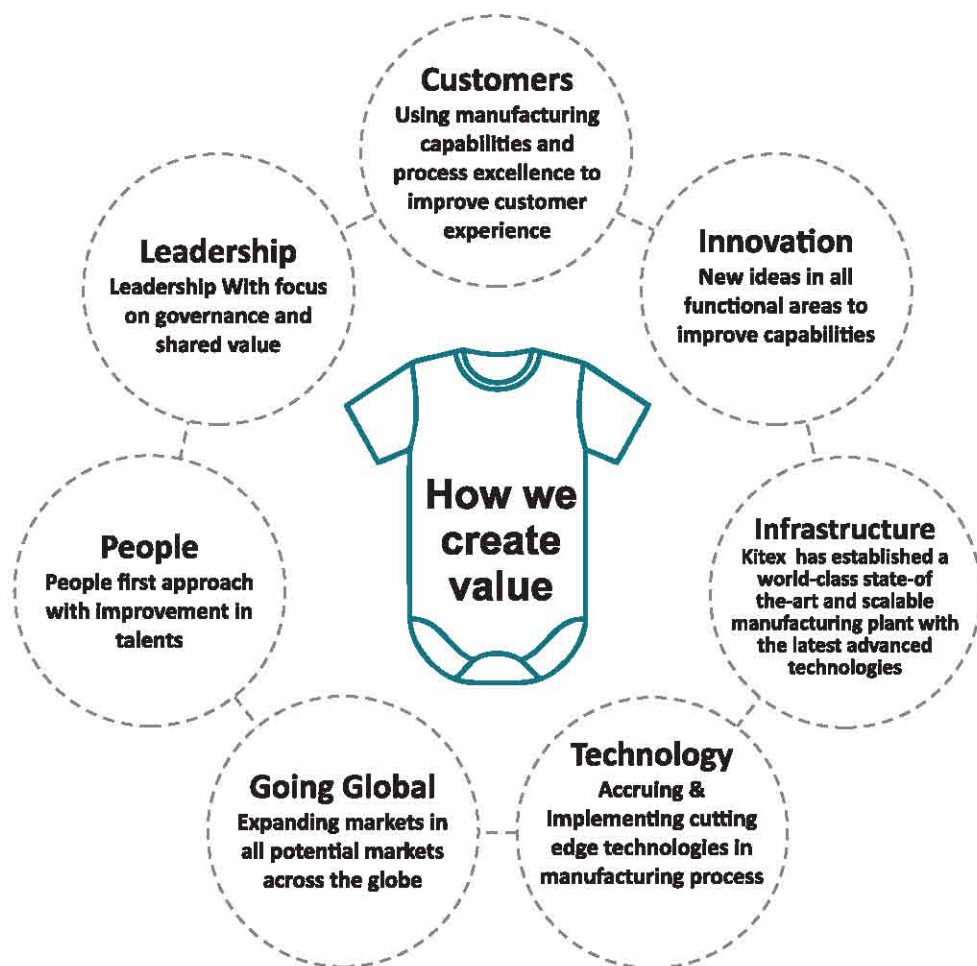 Customers
Using manufacturing
capabilities and
process excellence to
improve customer
experience
Innovation
New ideas in all
functional areas to
improve capabilities
Infrastructure
Kitex has established a
world-class state-of
the-art and scalable
manufacturing plant with
the latest advanced
technologies
Technology
Accruing &
Implementing cutting
edge technologies in
manufacturing process
Going Global
Expanding markets in
all potential markets
across the globe
People
People first approach
with improvement in
talents
Leadership
Leadership With focus
on governance and
shared value
How we
create
value